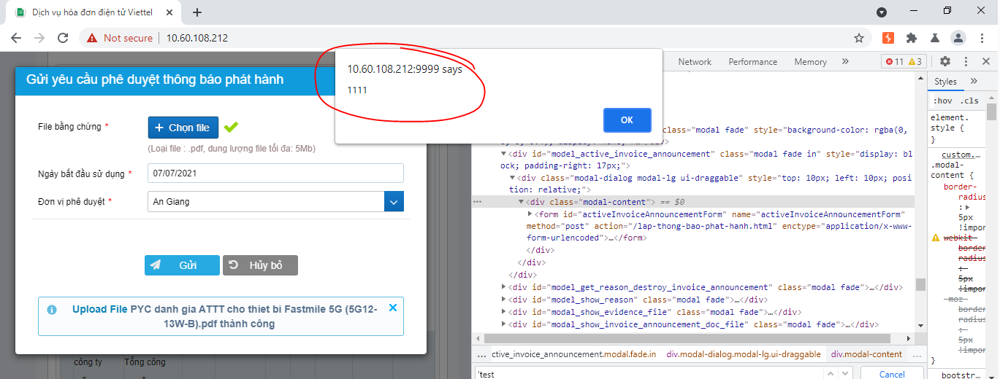 Dịch vụ hóa đơn điện tử Viettel
Not secure
10.60.108.212
Gửi yêu cầu phê duyệt thông báo phát hành
10.60.108.212:9999 says
1111
OK
File bằng chứng *
+ Chọn file
(Loại file : .pdf, dung lượng file tối đa: 5Mb)
Ngày bắt đầu sử dụng *
07/07/2021
Đơn vị phê duyệt *
An Giang
Gửi
Hủy bỏ
Upload File PYC danh gia ATTT cho thiet bi Fastmile 5G (5G12-
13W-B).pdf thành công
công ty
Tổng công
Network
Performance
Memory
11
3
class="modal fade" style="background-color: rgba(0,
<div id="model_active_invoice_announcement" class="modal fade in" style="display: bl
ock; padding-right: 17px;">
<div class="modal-dialog modal-lg ui-draggable" style="top: 10px; left: 10px; posi
tion: relative;">
<div class="modal-content"> == $0
<form id="activeInvoiceAnnouncementForm" name="activeInvoiceAnnouncementForm"
method="post" action="/lap-thong-bao-phat-hanh.html" enctype="application/x-www-
form-urlencoded">…</form>
</div>
</div>
</div>
<div id="model_get_reason_destroy_invoice_announcement" class="modal fade">…</div>
<div id="model_show_reason" class="modal fade">…</div>
<div id="model_show_evidence_file" class="modal fade">…</div>
<div id="model_show_invoice_announcement_doc_file" class="modal fade">…</div>
... ctive_invoice_announcement.modal.fade.in
div.modal-dialog.modal-lg.ui-draggable
div.modal-content
...
'test
Cancel
Styles
:hov .cls
element.
style {
}
custom.…
.modal-
content {
border-
radius
:
5px
!impor
webkit-
border-
radius
:
5px
!impor
-moz-
border-
radius
:
5px
!impor
}
bootstr…